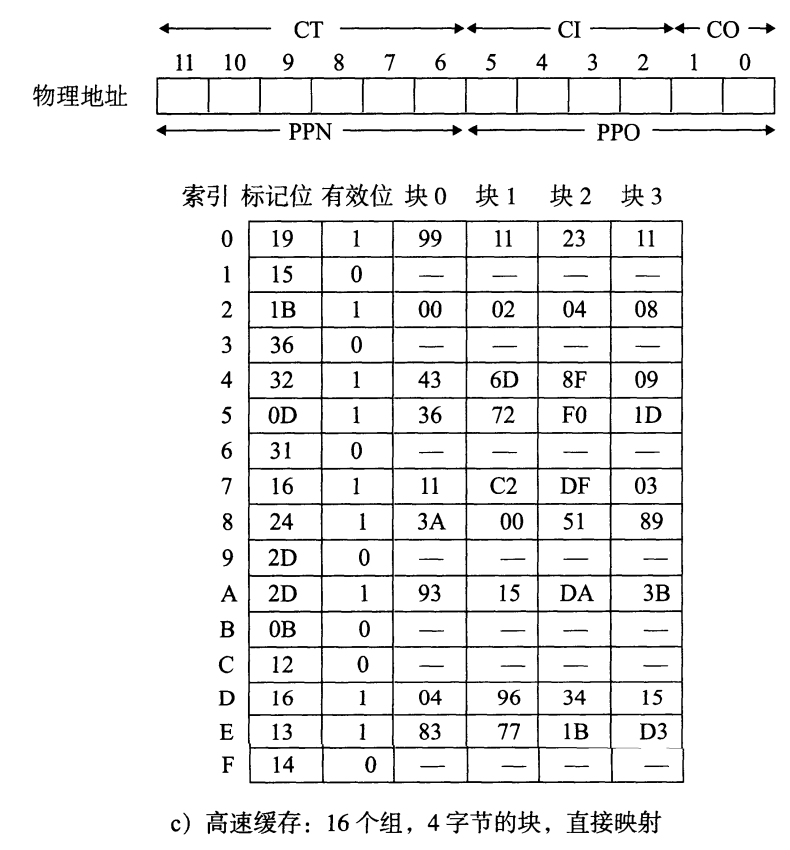 CT CI CO
11 10 9 8 7 6 5 4 3 2 1 0
物理地址
PPN PPO
索引 标记位 有效位 块 0 块 1 块 2 块 3
0 19 1 99 11 23 11
1 15 0 — — — —
2 1B 1 00 02 04 08
3 36 0 — — — —
4 32 1 43 6D 8F 09
5 0D 1 36 72 F0 1D
6 31 0 — — — —
7 16 1 11 C2 DF 03
8 24 1 3A 00 51 89
9 2D 0 — — — —
A 2D 1 93 15 DA 3B
B 0B 0 — — — —
C 12 0 — — — —
D 16 1 04 96 34 15
E 13 1 83 77 1B D3
F 14 0 — — — —
c）高速缓存：16 个组，4 字节的块，直接映射